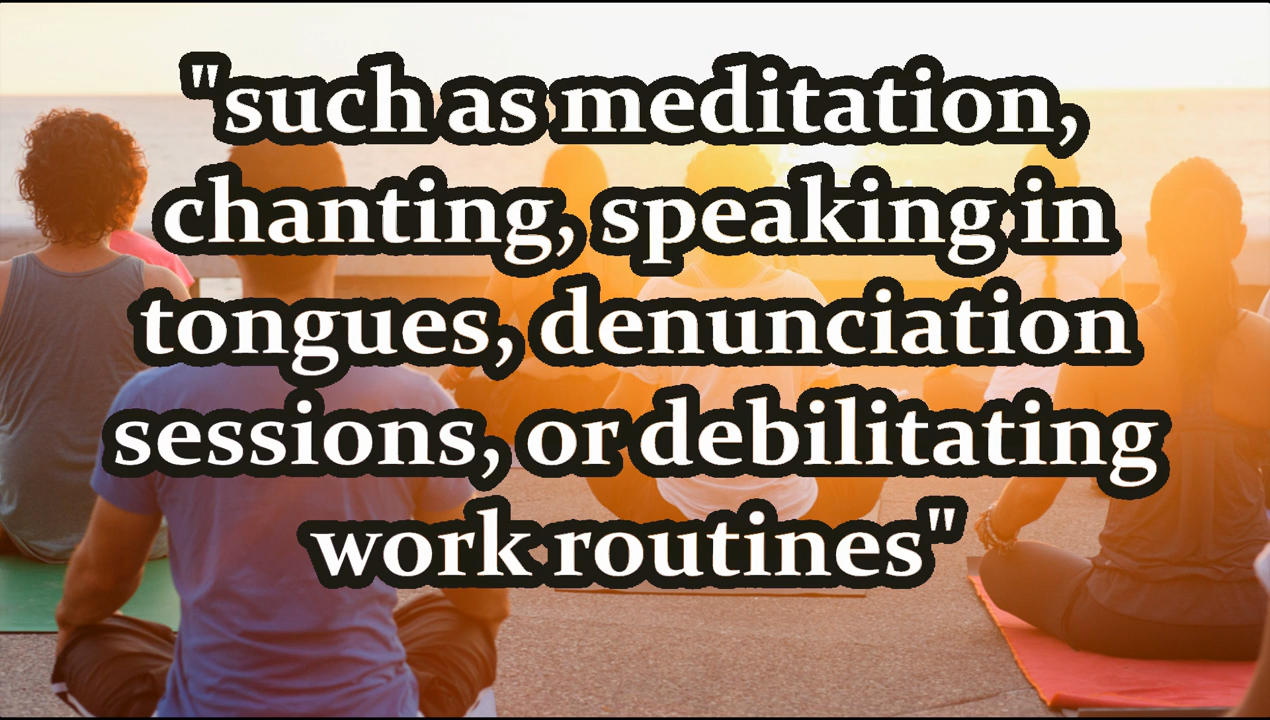 "such as meditation,
chanting, speaking in
tongues, denunciation
sessions, or debilitating
work routines"